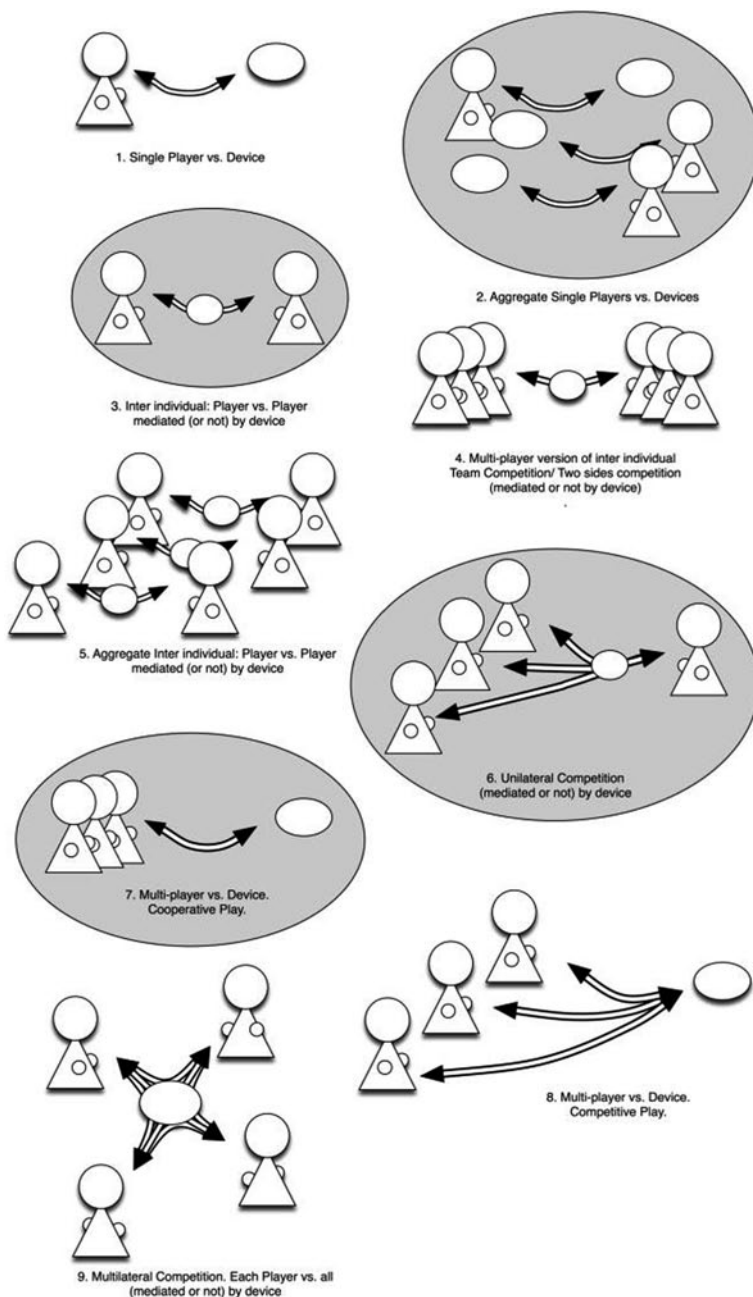 1. Single Player vs. Device
2. Aggregate Single Players vs. Devices
3. Inter individual: Player vs. Player
mediated (or not) by device
4. Multi-player version of inter individual
Team Competition/ Two sides competition
(mediated or not by device)
5. Aggregate Inter individual: Player vs. Player
mediated (or not) by device
6. Unilateral Competition
(mediated or not) by device
7. Multi-player vs. Device.
Cooperative Play.
8. Multi-player vs. Device.
Competitive Play.
9. Multilateral Competition. Each Player vs. all
(mediated or not) by device